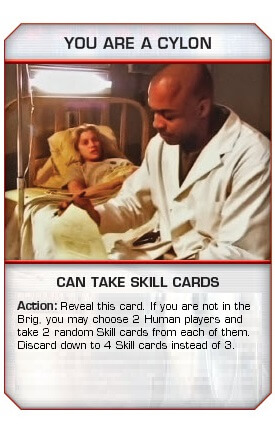 YOU ARE A CYLON
CAN TAKE SKILL CARDS
Action: Reveal this card. If you are not in the
Brig, you may choose 2 Human players and
take 2 random Skill cards from each of them.
Discard down to 4 Skill cards instead of 3.